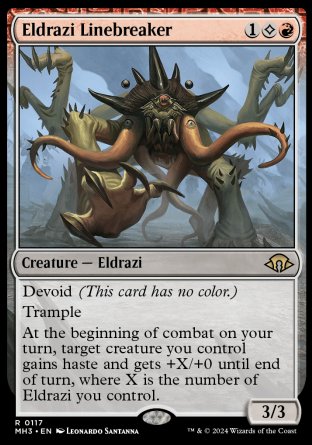 Eldrazi Linebreaker 1
Creature — Eldrazi
Devoid (This card has no color.)
Trample
At the beginning of combat on your
turn, target creature you control
gains haste and gets +X/+0 until end
of turn, where X is the number of
Eldrazi you control.
3/3
R 0117
MH3 • EN Leonardo Santanna
™ & © 2024 Wizards of the Coast